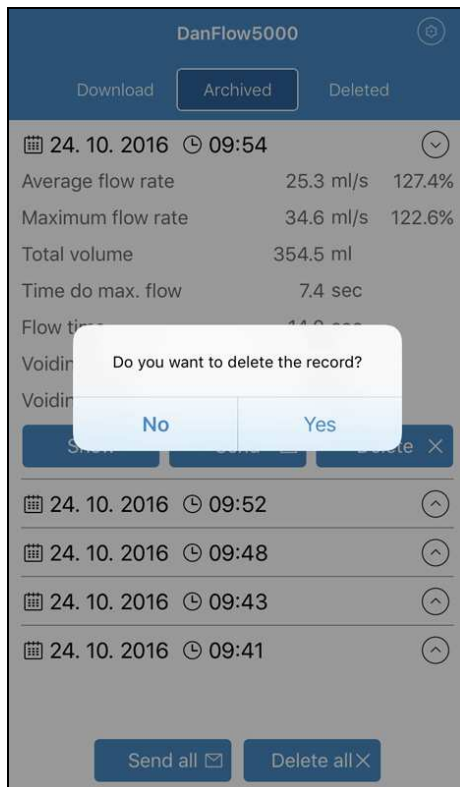 DanFlow5000
Download Archived Deleted
24. 10. 2016 09:54
Average flow rate 25.3 ml/s 127.4%
Maximum flow rate 34.6 ml/s 122.6%
Total volume 354.5 ml
Time do max. flow 7.4 sec
Flow
Do you want to delete the record?
No Yes
24. 10. 2016 09:52
24. 10. 2016 09:48
24. 10. 2016 09:43
24. 10. 2016 09:41
Send all Delete all